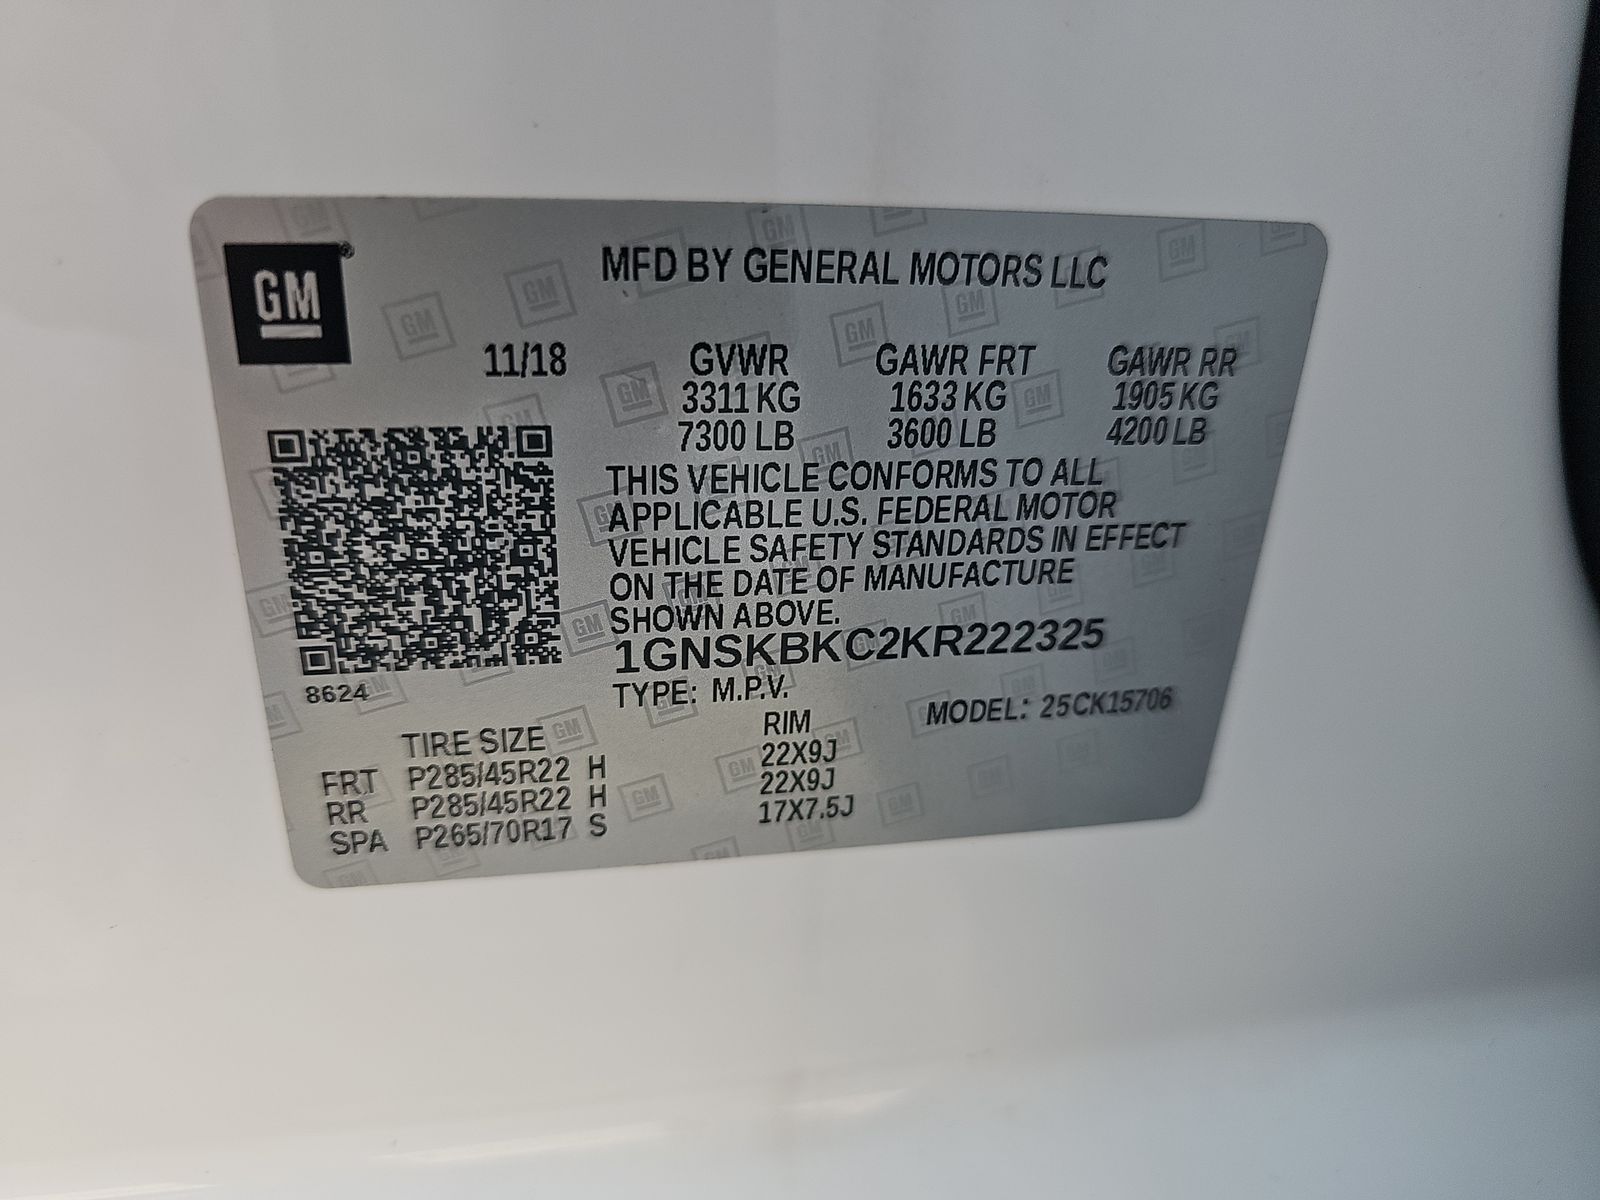 GM®
MFD BY GENERAL MOTORS LLC
11/18 GVWR GAWR FRT GAWR RR
3311 KG 1633 KG 1905 KG
7300 LB 3600 LB 4200 LB
THIS VEHICLE CONFORMS TO ALL
APPLICABLE U.S. FEDERAL MOTOR
VEHICLE SAFETY STANDARDS IN EFFECT
ON THE DATE OF MANUFACTURE
SHOWN ABOVE.
1GNSKBKC2KR222325
8624
TYPE: M.P.V. MODEL: 25CK15706
TIRE SIZE RIM
FRT P285/45R22 H 22X9J
RR P285/45R22 H 22X9J
SPA P265/70R17 S 17X7.5J